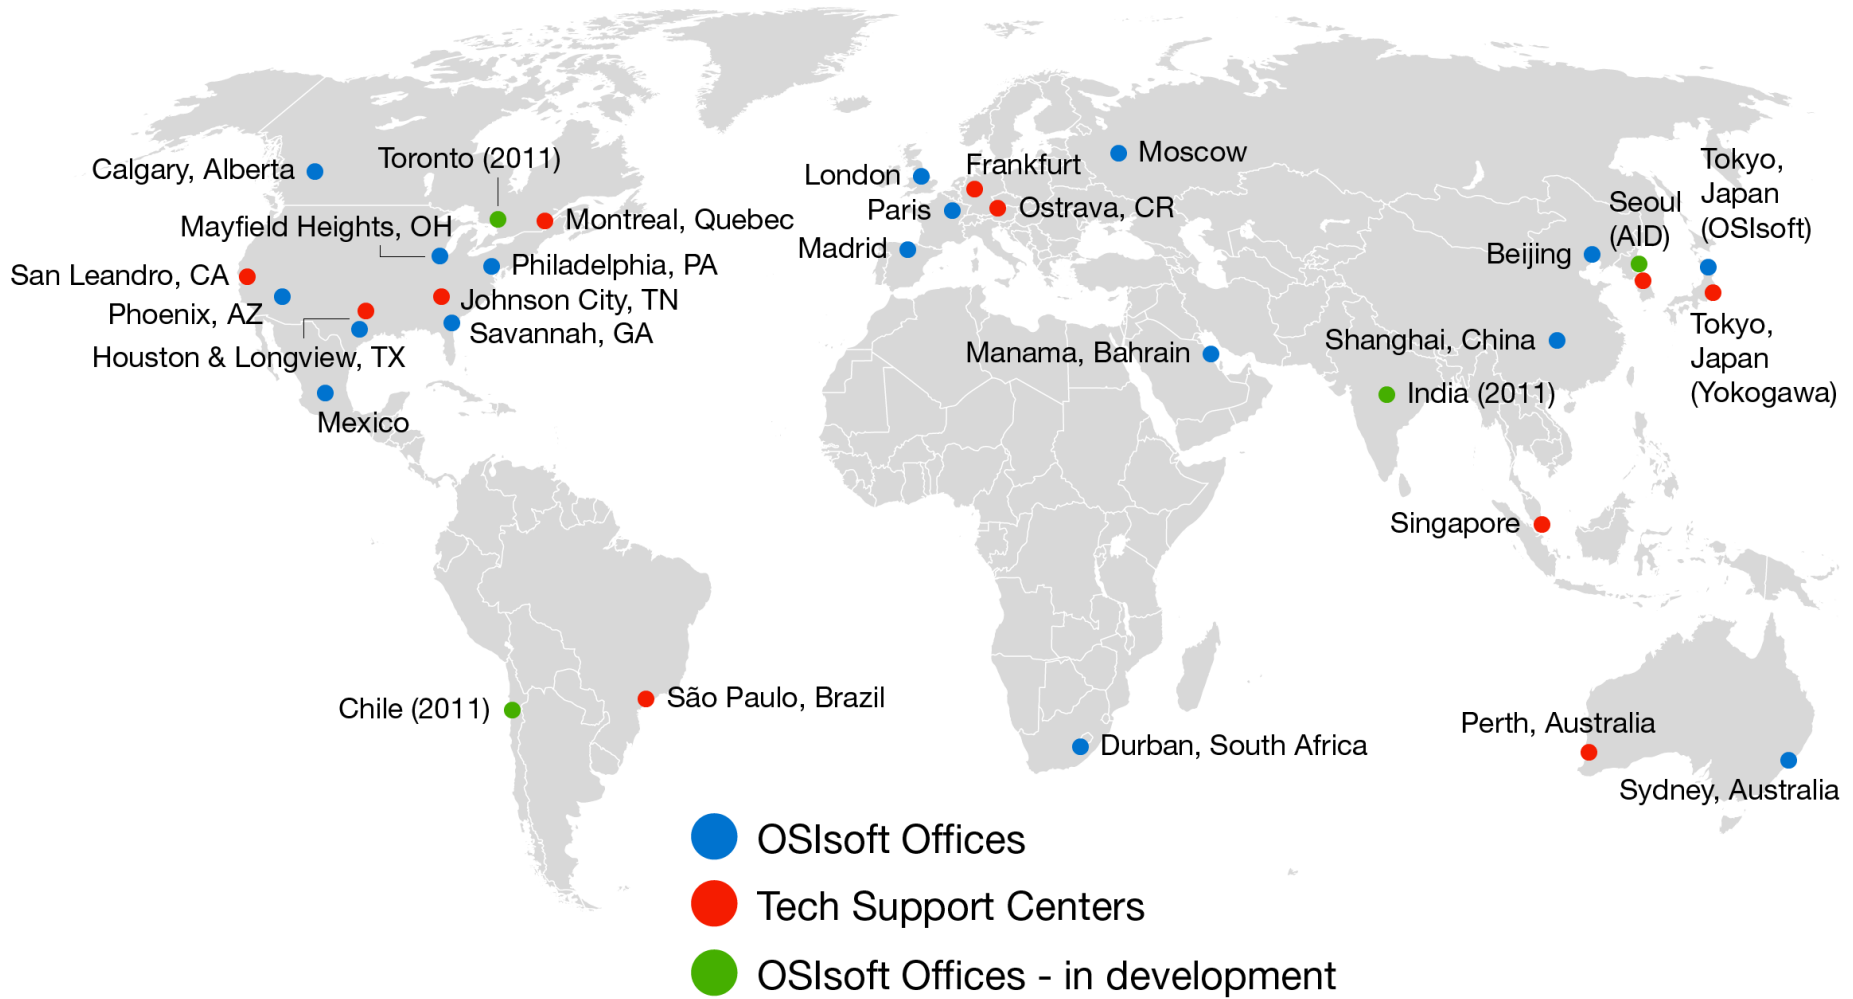 Calgary, Alberta
Toronto (2011)
Mayfield Heights, OH
Montreal, Quebec
San Leandro, CA
Philadelphia, PA
Phoenix, AZ
Johnson City, TN
Savannah, GA
Houston & Longview, TX
Mexico
Chile (2011)
São Paulo, Brazil
London
Frankfurt
Moscow
Paris
Ostrava, CR
Madrid
Manama, Bahrain
Durban, South Africa
Tokyo,
Japan
(OSIsoft)
Seoul
(AID)
Beijing
Shanghai, China
Tokyo,
Japan
(Yokogawa)
India (2011)
Singapore
Perth, Australia
Sydney, Australia
OSIsoft Offices
Tech Support Centers
OSIsoft Offices - in development